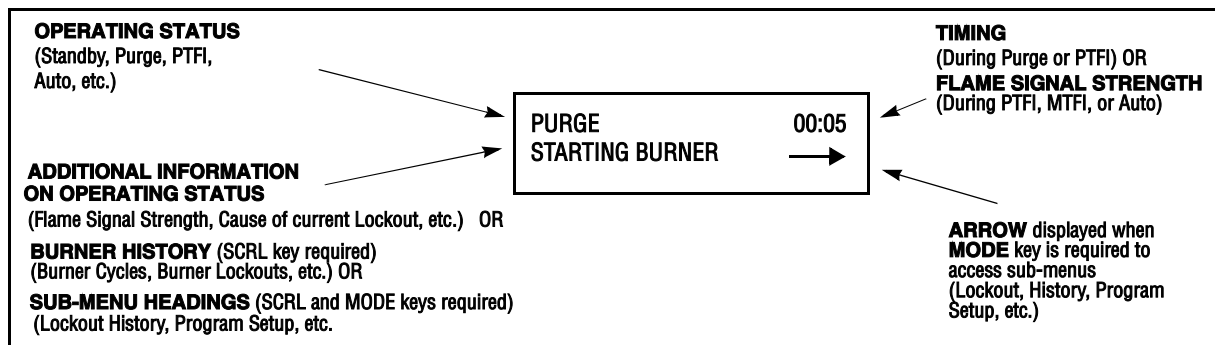 OPERATING STATUS
(Standby, Purge, PTFI,
Auto, etc.)
ADDITIONAL INFORMATION
ON OPERATING STATUS
(Flame Signal Strength, Cause of current Lockout, etc.) OR
BURNER HISTORY (SCRL key required)
(Burner Cycles, Burner Lockouts, etc.) OR
SUB-MENU HEADINGS (SCRL and MODE keys required)
(Lockout History, Program Setup, etc.
PURGE 00:05
STARTING BURNER
TIMING
(During Purge or PTFI) OR
FLAME SIGNAL STRENGTH
(During PTFI, MTFI, or Auto)
ARROW displayed when
MODE key is required to
access sub-menus
(Lockout, History, Program
Setup, etc.)